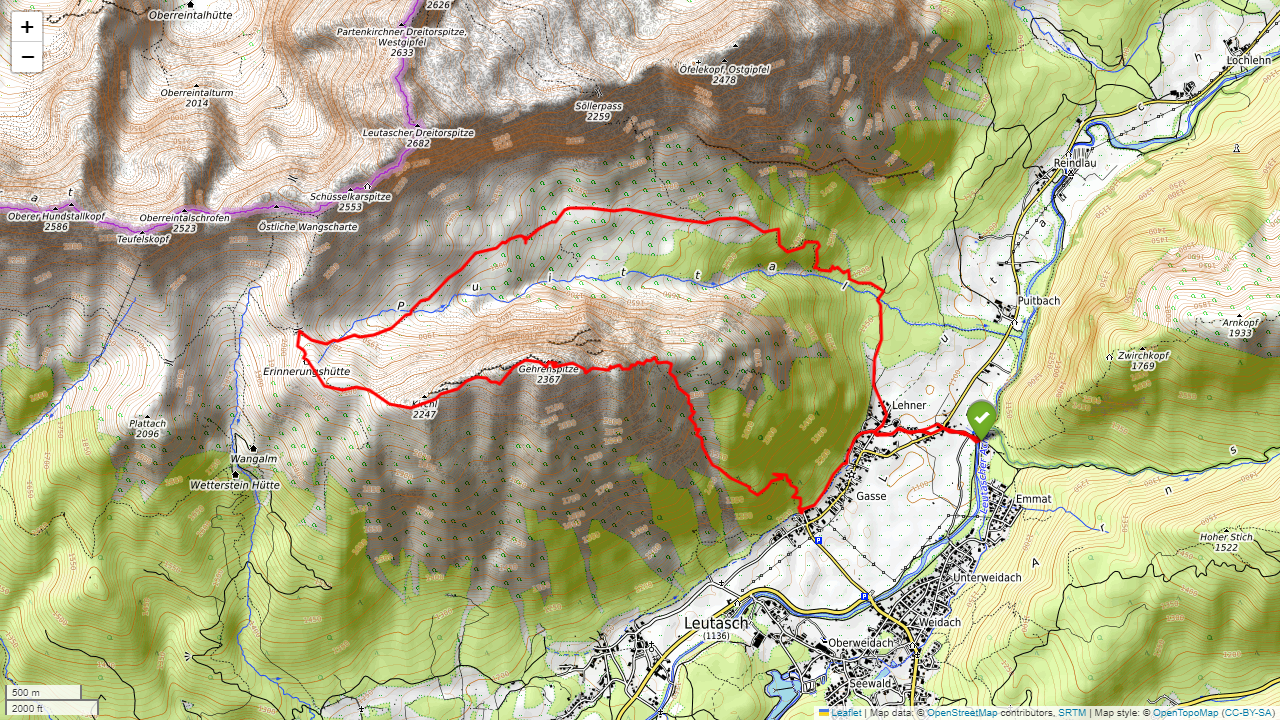 +
−
Oberreintalhütte
2626
Partenkirchner Dreitorspitze,
Westgipfel
2633
Öfelekopf, Ostgipfel
2478
Lochlehn
Oberreintalturm
2014
Söllerpass
2259
Leutascher Dreitorspitze
2682
Reindlau
Schüsselkarspitze
2553
Oberer Hundstallkopf
2586
Oberreintalschrofen
2523
Östliche Wangscharte
Teufelskopf
P u i t t a l
Puitbach
Arnkopf
1933
Zwirchkopf
1769
Erinnerungshütte
Gehrenspitze
2367
2247
Lehner
Plattach
2096
Wangalm
Wetterstein Hütte
Gasse
Emmat
Hoher Stich
1522
Unterweidach
Leutasch
(1136)
Weidach
Oberweidach
Seewald
500 m
2000 ft
Leaflet | Map data: © OpenStreetMap contributors, SRTM | Map style: © OpenTopoMap (CC-BY-SA)